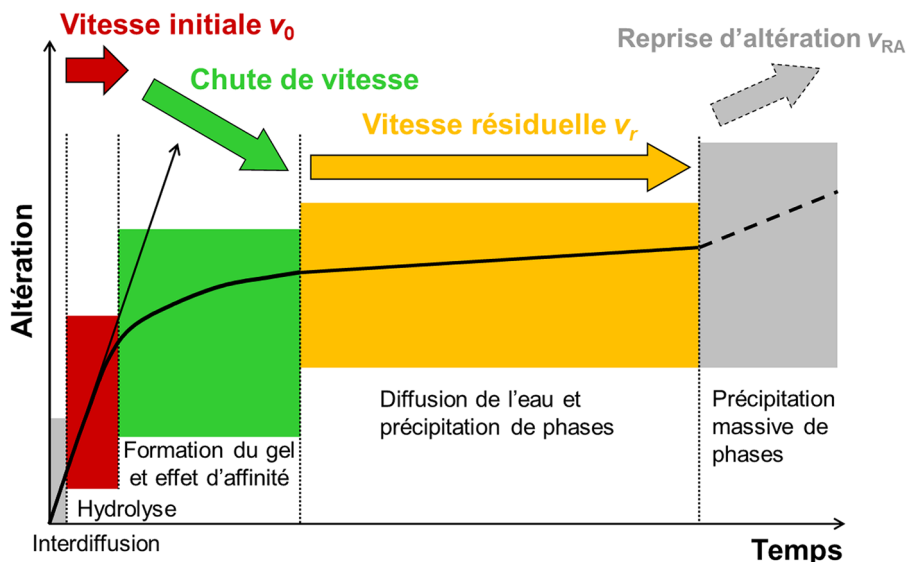 Vitesse initiale v0
Reprise d'altération vRA
Chute de vitesse
Vitesse résiduelle vr
Altération
Diffusion de l'eau et
précipitation de phases
Précipitation
massive de
phases
Formation du gel
et effet d'affinité
Hydrolyse
Interdiffusion
Temps